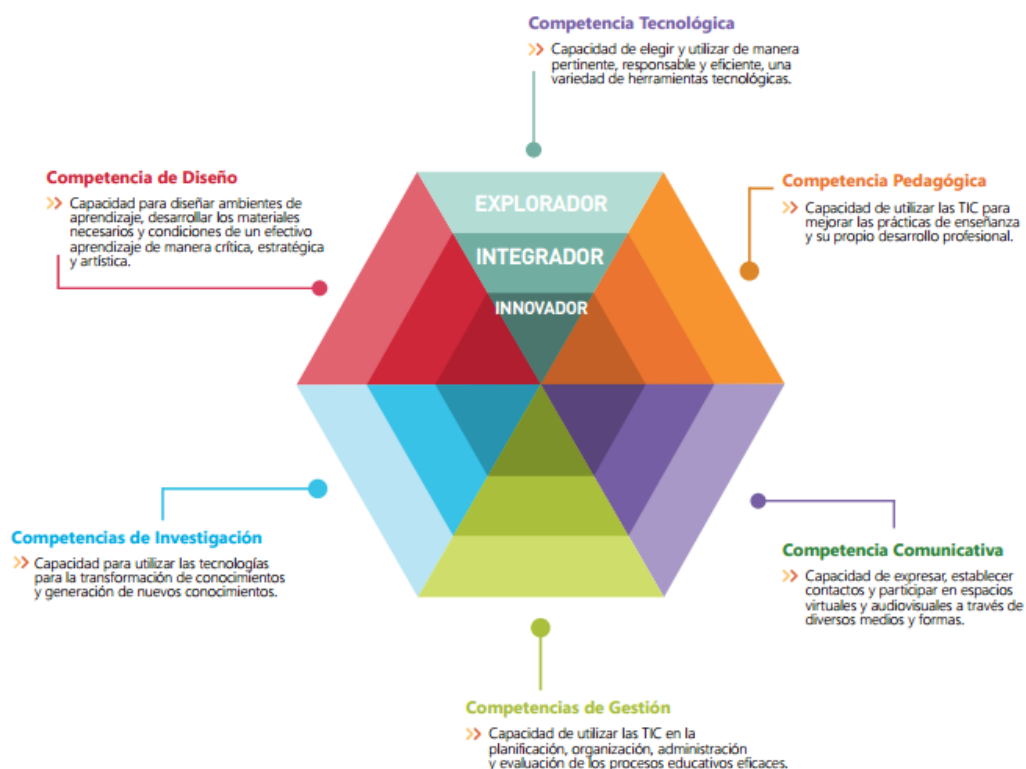 Competencia Tecnológica
Capacidad de elegir y utilizar de manera
pertinente, responsable y eficiente, una
variedad de herramientas tecnológicas.
Competencia de Diseño
Capacidad para diseñar ambientes de
aprendizaje, desarrollar los materiales
necesarios y condiciones de un efectivo
aprendizaje de manera crítica, estratégica
y artística.
EXPLORADOR
INTEGRADOR
INNOVADOR
Competencia Pedagógica
Capacidad de utilizar las TIC para
mejorar las prácticas de enseñanza
y su propio desarrollo profesional.
Competencias de Investigación
Capacidad para utilizar las tecnologías
para la transformación de conocimientos
y generación de nuevos conocimientos.
Competencia Comunicativa
Capacidad de expresar, establecer
contactos y participar en espacios
virtuales y audiovisuales a través de
diversos medios y formas.
Competencias de Gestión
Capacidad de utilizar las TIC en la
planificación, organización, administración
y evaluación de los procesos educativos eficaces.